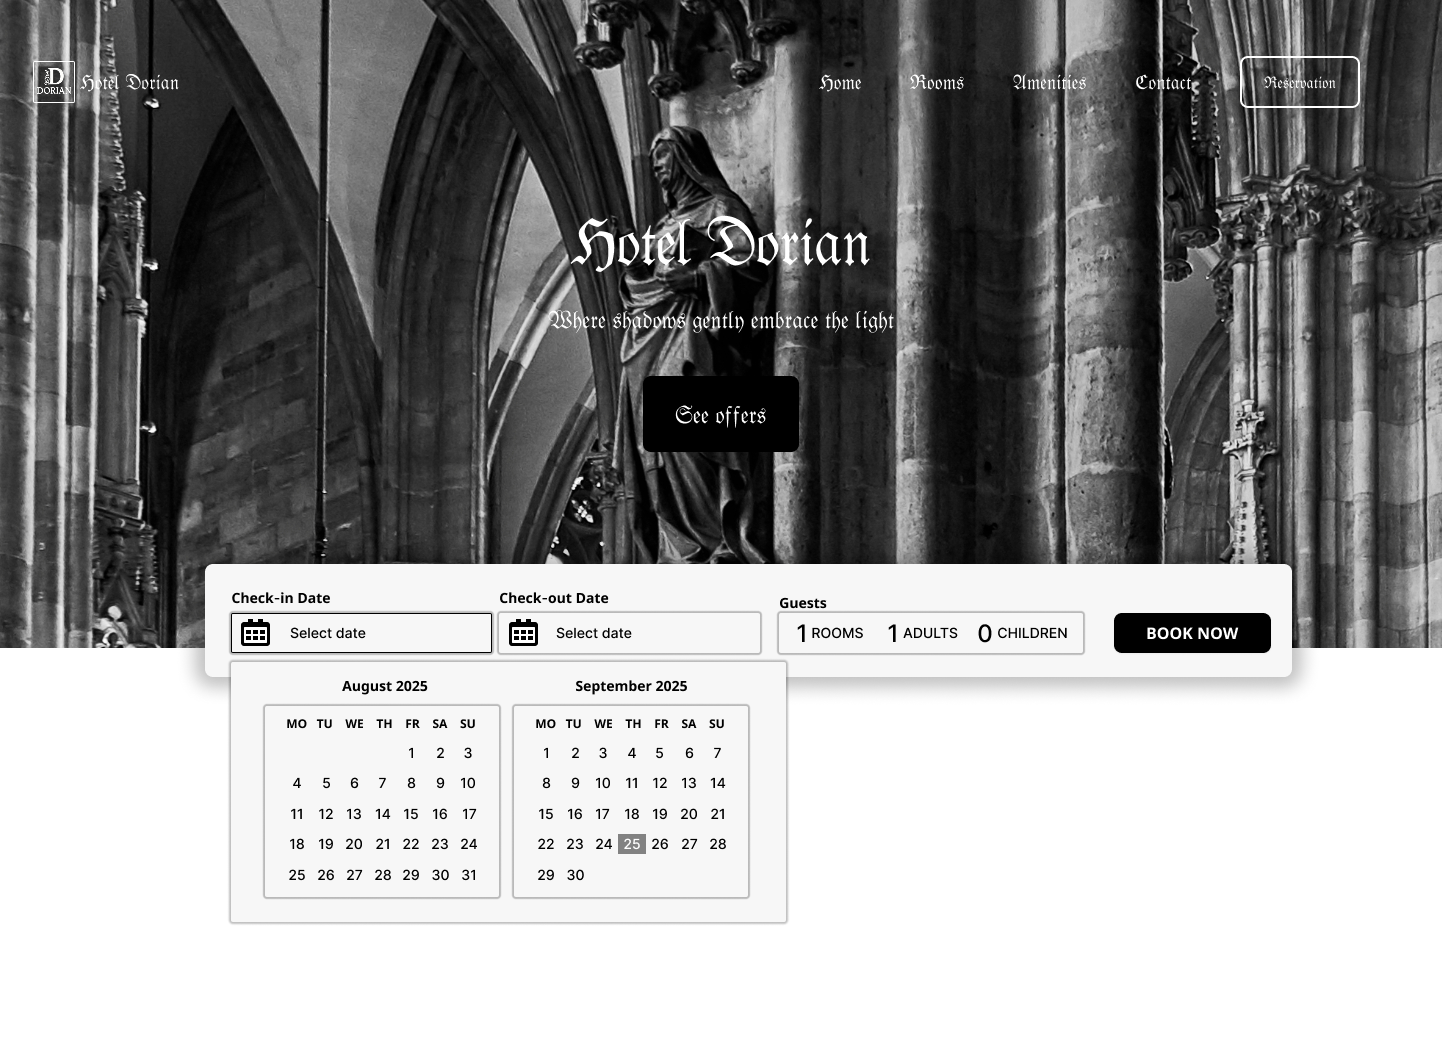 D
DORIAN
Hotel Dorian
Home Rooms Amenities Contact Reservation
Hotel Dorian
Where shadows gently embrace the light
See offers
Check-in Date Check-out Date Guests
Select date Select date 1 ROOMS 1 ADULTS 0 CHILDREN BOOK NOW
August 2025 September 2025
MO TU WE TH FR SA SU MO TU WE TH FR SA SU
1 2 3 1 2 3 4 5 6 7
4 5 6 7 8 9 10 8 9 10 11 12 13 14
11 12 13 14 15 16 17 15 16 17 18 19 20 21
18 19 20 21 22 23 24 22 23 24 25 26 27 28
25 26 27 28 29 30 31 29 30